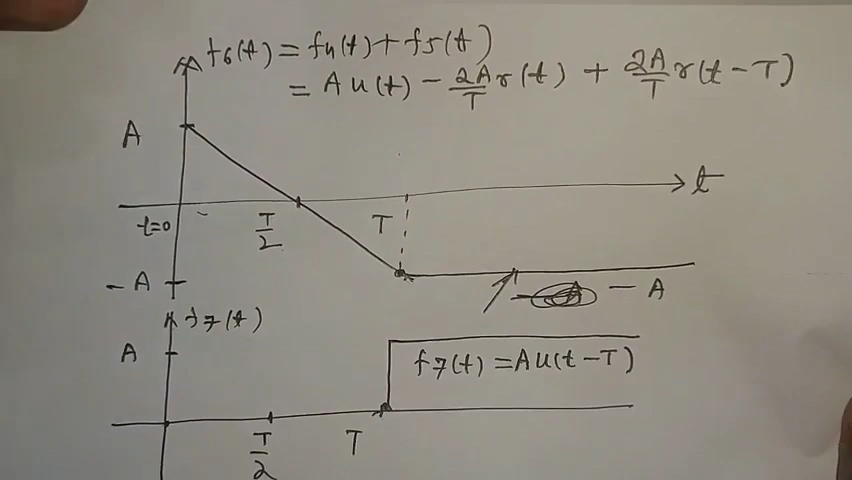 f6(t) = f4(t) + f5(t)
= A u(t) - 2A/T r(t) + 2A/T r(t - T)
A
t
t=0
T/2
T
- A
- A
f7(t)
A
f7(t) = A u(t - T)
T/2
T